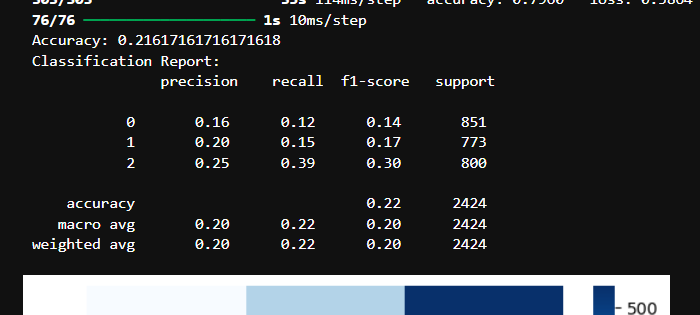 76/76 ━━━━━━━━━━━━━━━━━━━━ 1s 10ms/step
Accuracy: 0.21617161716171618
Classification Report:
precision recall f1-score support
0 0.16 0.12 0.14 851
1 0.20 0.15 0.17 773
2 0.25 0.39 0.30 800
accuracy 0.22 2424
macro avg 0.20 0.22 0.20 2424
weighted avg 0.20 0.22 0.20 2424
500